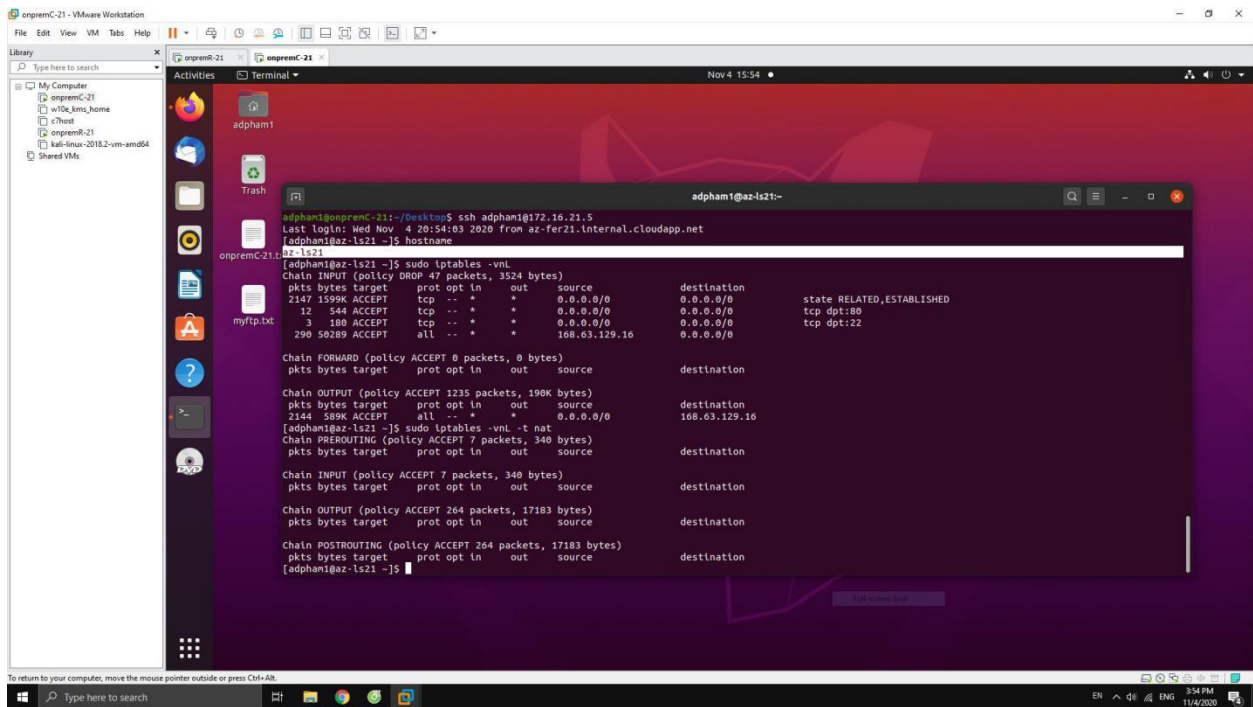 onpremC-21 - VMware Workstation
File Edit View VM Tabs Help
Library
Type here to search
My Computer
onpremC-21
w10e_kms_home
c7host
onpremR-21
kali-linux-2018.2-vm-amd64
Shared VMs
onpremR-21
onpremC-21
Activities
Terminal
Nov 4 15:54
adpham1
Trash
onpremC-21.t
myftp.txt
adpham1@az-ls21:~
adpham1@onpremC-21:~/Desktop$ ssh adpham1@172.16.21.5
Last login: Wed Nov  4 20:54:03 2020 from az-fer21.internal.cloudapp.net
[adpham1@az-ls21 ~]$ hostname
az-ls21
[adpham1@az-ls21 ~]$ sudo iptables -vnL
Chain INPUT (policy DROP 47 packets, 3524 bytes)
 pkts bytes target     prot opt in     out     source               destination
 2147 1599K ACCEPT     tcp  --  *      *       0.0.0.0/0            0.0.0.0/0            state RELATED,ESTABLISHED
   12   544 ACCEPT     tcp  --  *      *       0.0.0.0/0            0.0.0.0/0            tcp dpt:80
    3   180 ACCEPT     tcp  --  *      *       0.0.0.0/0            0.0.0.0/0            tcp dpt:22
  290 50289 ACCEPT     all  --  *      *       168.63.129.16        0.0.0.0/0
Chain FORWARD (policy ACCEPT 0 packets, 0 bytes)
 pkts bytes target     prot opt in     out     source               destination
Chain OUTPUT (policy ACCEPT 1235 packets, 190K bytes)
 pkts bytes target     prot opt in     out     source               destination
 2144  589K ACCEPT     all  --  *      *       0.0.0.0/0            168.63.129.16
[adpham1@az-ls21 ~]$ sudo iptables -vnL -t nat
Chain PREROUTING (policy ACCEPT 7 packets, 340 bytes)
 pkts bytes target     prot opt in     out     source               destination
Chain INPUT (policy ACCEPT 7 packets, 340 bytes)
 pkts bytes target     prot opt in     out     source               destination
Chain OUTPUT (policy ACCEPT 264 packets, 17183 bytes)
 pkts bytes target     prot opt in     out     source               destination
Chain POSTROUTING (policy ACCEPT 264 packets, 17183 bytes)
 pkts bytes target     prot opt in     out     source               destination
[adpham1@az-ls21 ~]$
DVD
To return to your computer, move the mouse pointer outside or press Ctrl+Alt.
Type here to search
EN
ENG
3:54 PM
11/4/2020